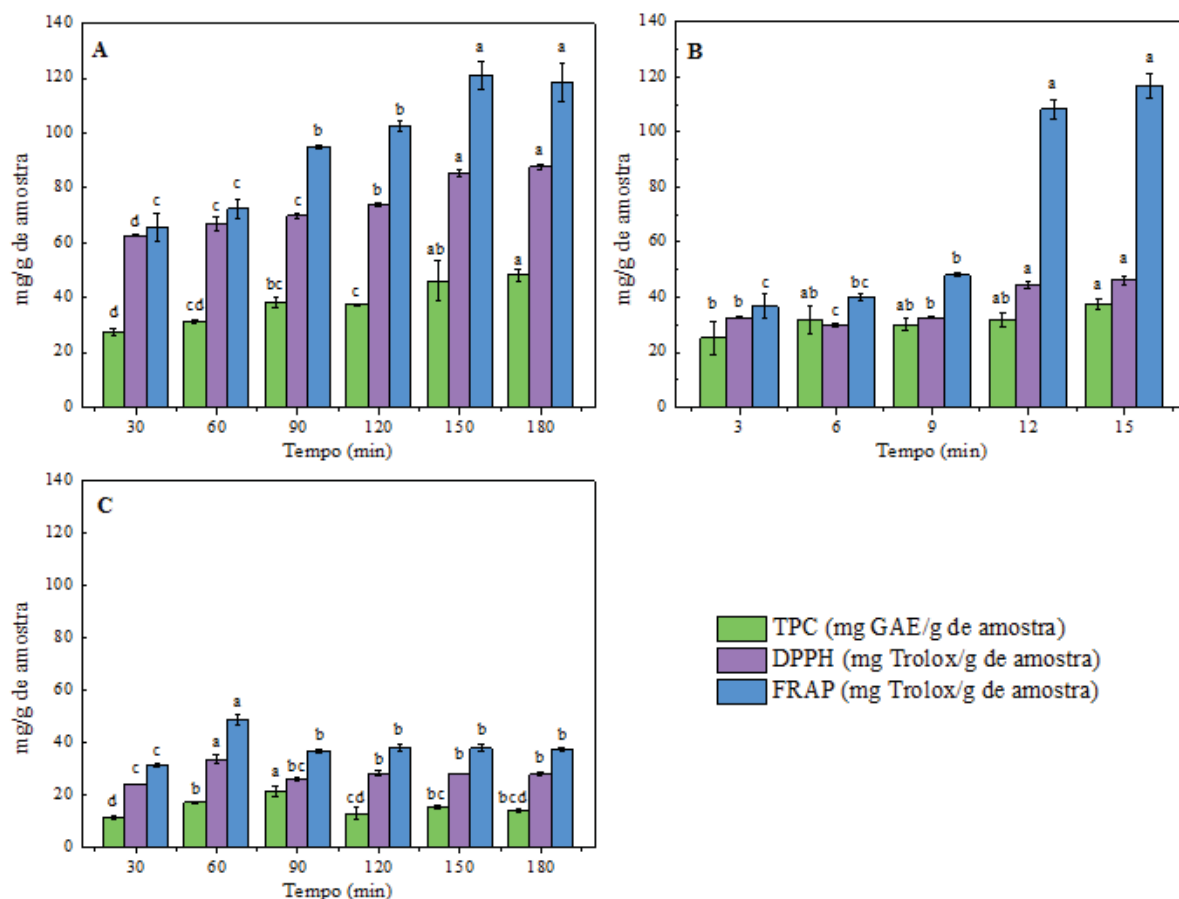 A
mg/g de amostra
140
120
100
80
60
40
20
0
d d c
cd c c
bc c b
c b b
ab a a
a a a
30 60 90 120 150 180
Tempo (min)
B
mg/g de amostra
140
120
100
80
60
40
20
0
b b c
ab c bc
ab b b
ab a a
a a a
3 6 9 12 15
Tempo (min)
C
mg/g de amostra
140
120
100
80
60
40
20
0
d c c
b a a
a bc b
cd b b
bc b b
bcd b b
30 60 90 120 150 180
Tempo (min)
TPC (mg GAE/g de amostra)
DPPH (mg Trolox/g de amostra)
FRAP (mg Trolox/g de amostra)